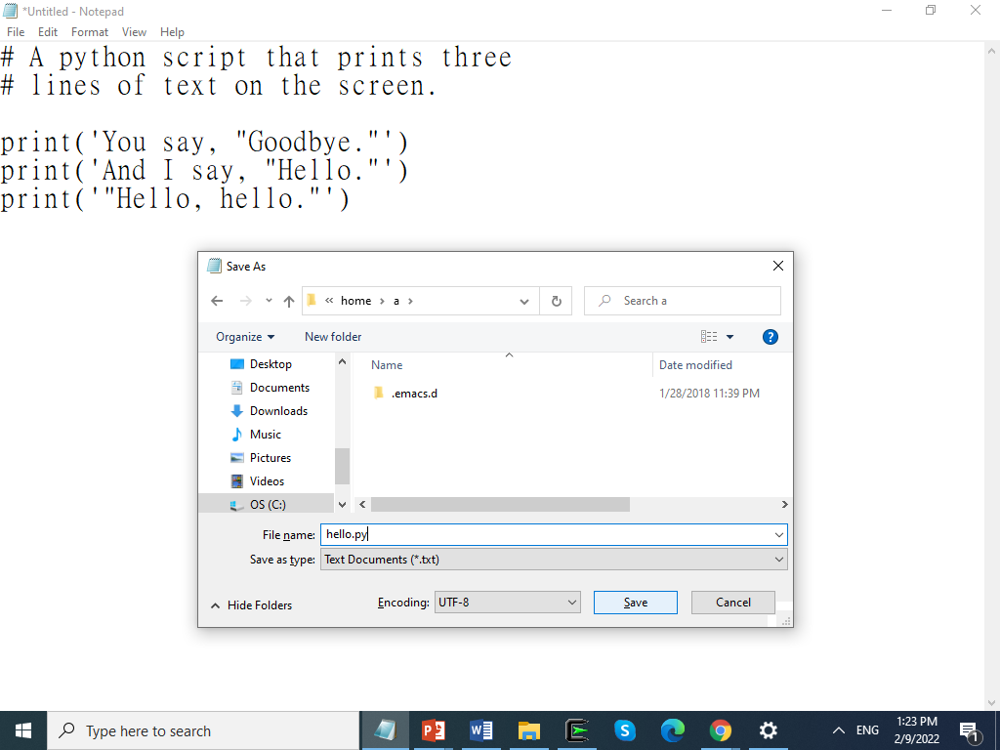 *Untitled - Notepad
File Edit Format View Help
# A python script that prints three
# lines of text on the screen.
print('You say, "Goodbye."')
print('And I say, "Hello."')
print('"Hello, hello."')
Save As
« home › a ›
Search a
Organize
New folder
Desktop
Documents
Downloads
Music
Pictures
Videos
OS (C:)
Name
Date modified
.emacs.d
1/28/2018 11:39 PM
File name: hello.py
Save as type: Text Documents (*.txt)
Hide Folders
Encoding: UTF-8
Save
Cancel
Type here to search
ENG
1:23 PM
2/9/2022
1